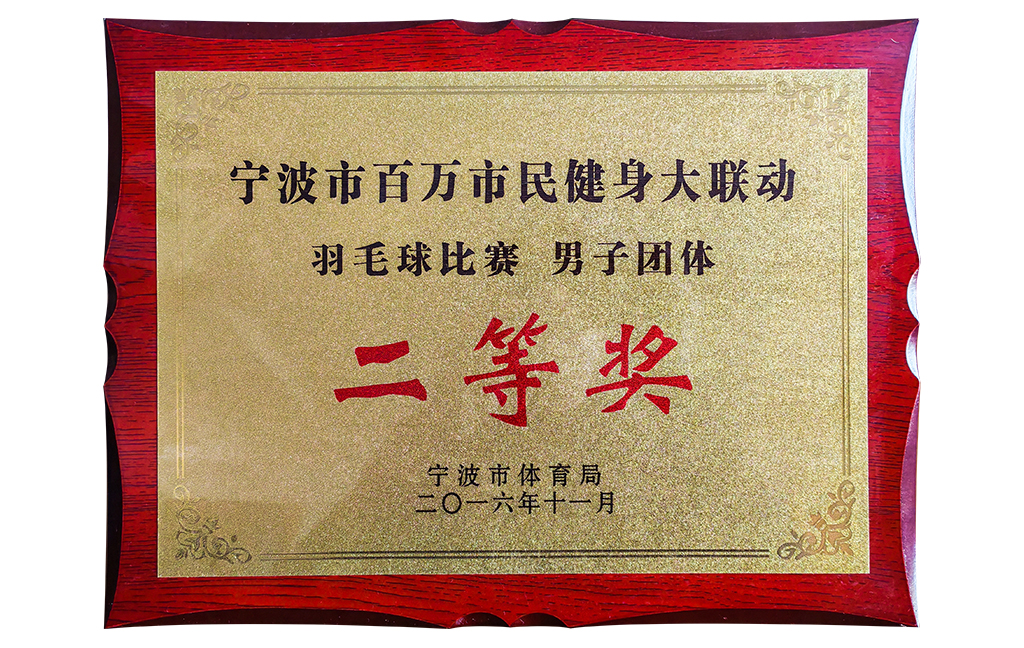 宁波市百万市民健身大联动
羽毛球比赛 男子团体
二等奖
宁波市体育局
二〇一六年十一月